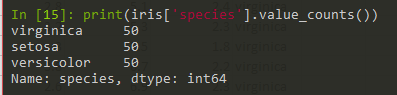 In [15]: print(iris['species'].value_counts())
virginica     50
setosa        50
versicolor    50
Name: species, dtype: int64